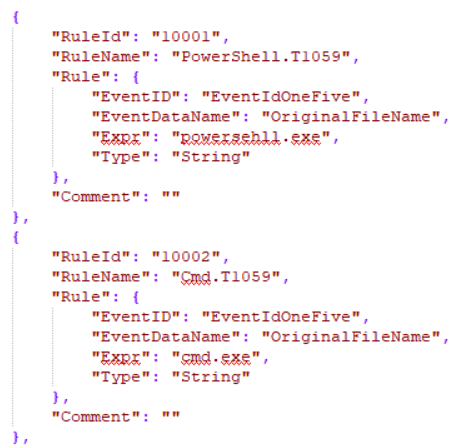 {
"RuleId": "10001",
"RuleName": "PowerShell.T1059",
"Rule": {
"EventID": "EventIdOneFive",
"EventDataName": "OriginalFileName",
"Expr": "powersehll.exe",
"Type": "String"
},
"Comment": ""
},
{
"RuleId": "10002",
"RuleName": "Cmd.T1059",
"Rule": {
"EventID": "EventIdOneFive",
"EventDataName": "OriginalFileName",
"Expr": "cmd.exe",
"Type": "String"
},
"Comment": ""
},